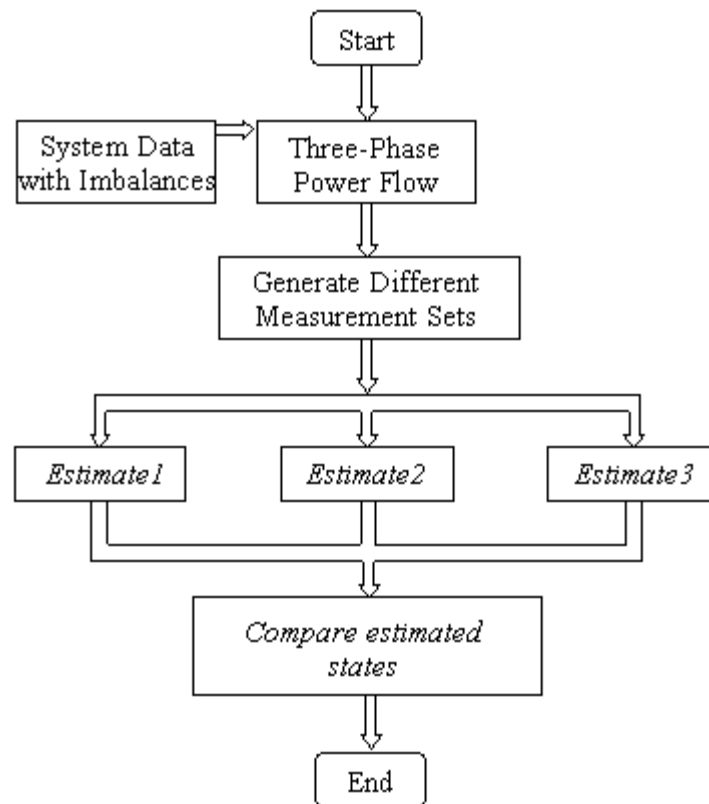 Start
System Data
with Imbalances
Three-Phase
Power Flow
Generate Different
Measurement Sets
Estimate1
Estimate2
Estimate3
Compare estimated
states
End